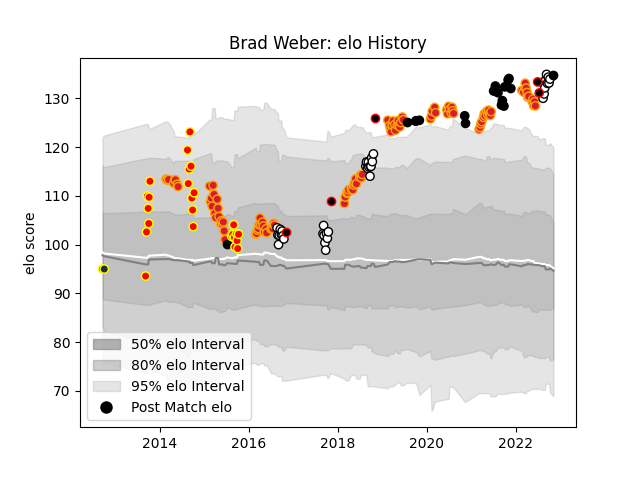 Brad Weber: elo History
elo score
130
120
110
100
90
80
70
50% elo Interval
80% elo Interval
95% elo Interval
Post Match elo
2014
2016
2018
2020
2022